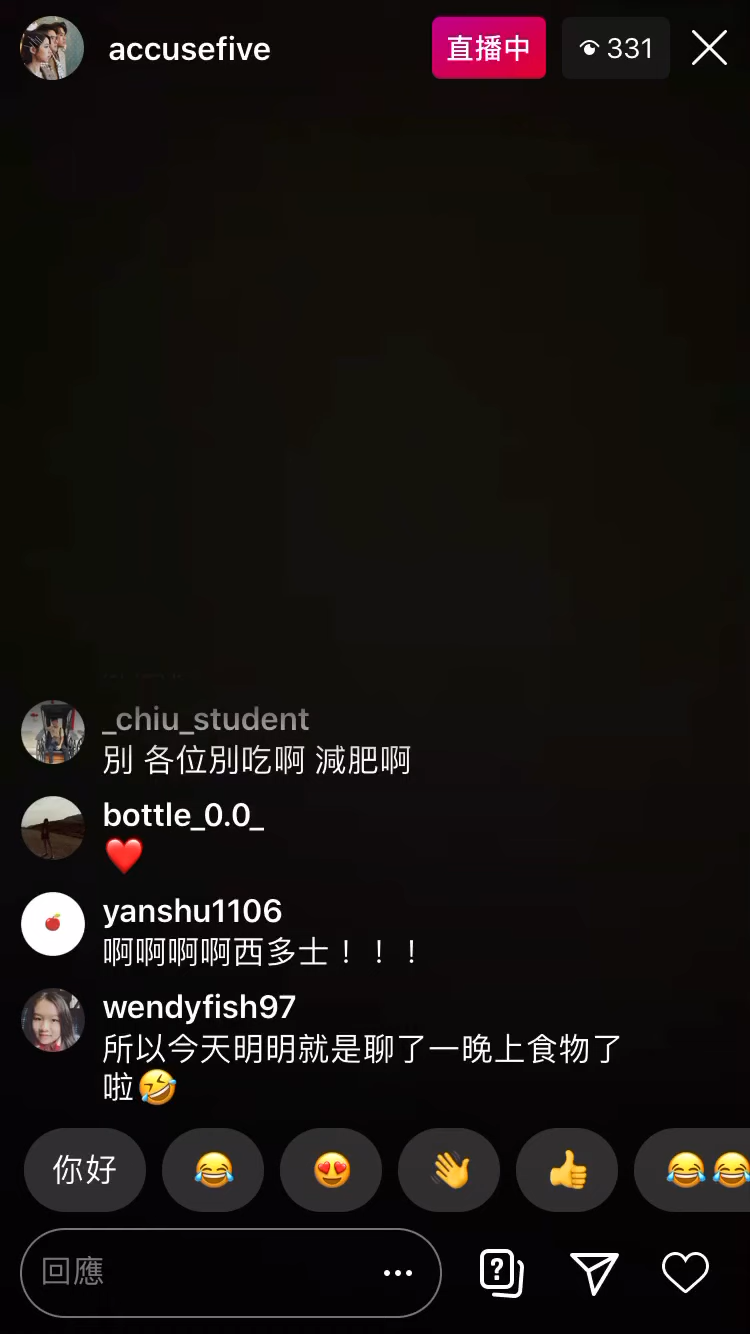 accusefive
直播中
331
_chiu_student
別 各位別吃啊 減肥啊
bottle_0.0_
❤️
yanshu1106
啊啊啊啊西多士！！！
wendyfish97
所以今天明明就是聊了一晚上食物了
啦🤣
你好 😂 😍 👋 👍 😂😂
回應